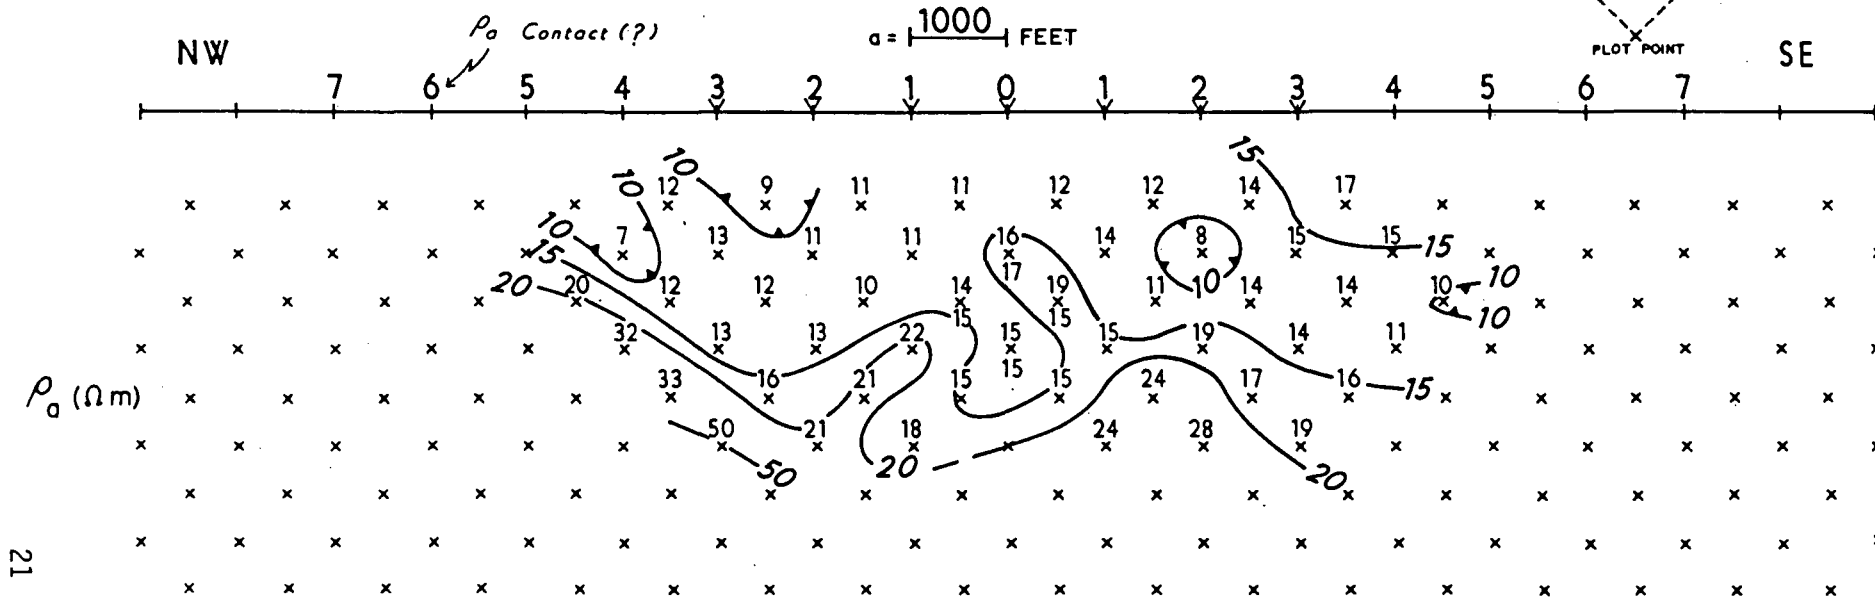 ρa Contact (?)
a = 1000 FEET
PLOT POINT
NW
SE
7 6 5 4 3 2 1 0 1 2 3 4 5 6 7
10 15
10 12 9 11 11 12 12 14 17
10 7 13 11 11 16 14 8 15 15 15
15
20 20 12 12 10 14 17 19 11 10 14 14 10 10
15 15 10
32 13 13 22 15 15 19 14 11
15
33 16 21 15 15 24 17 16 15
ρa (Ωm)
50 21 18 24 28 19
50 20 20
21